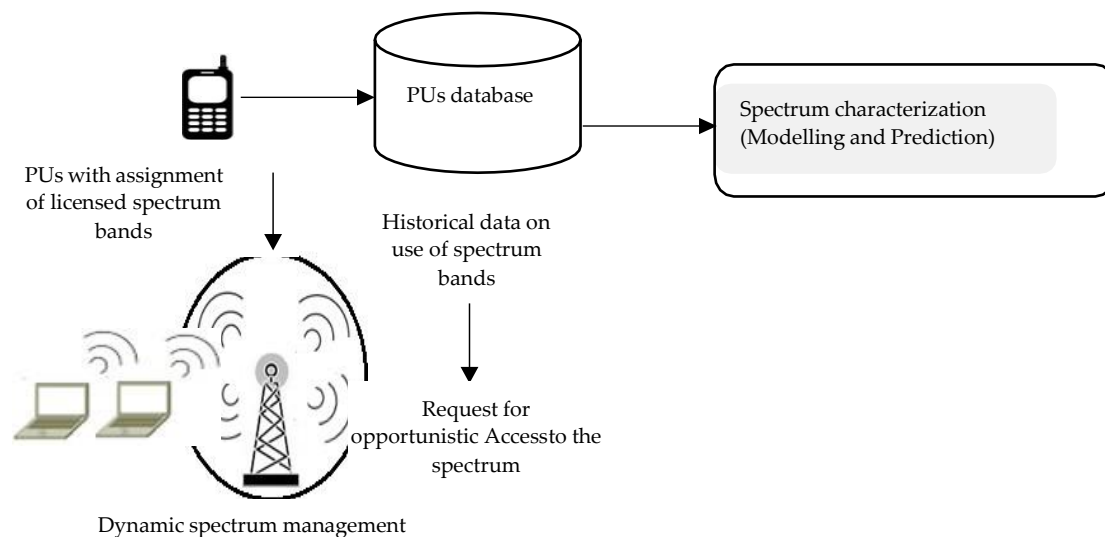 PUs database
Spectrum characterization
(Modelling and Prediction)
PUs with assignment
of licensed spectrum
bands
Historical data on
use of spectrum
bands
Request for
opportunistic Accessto the
spectrum
Dynamic spectrum management